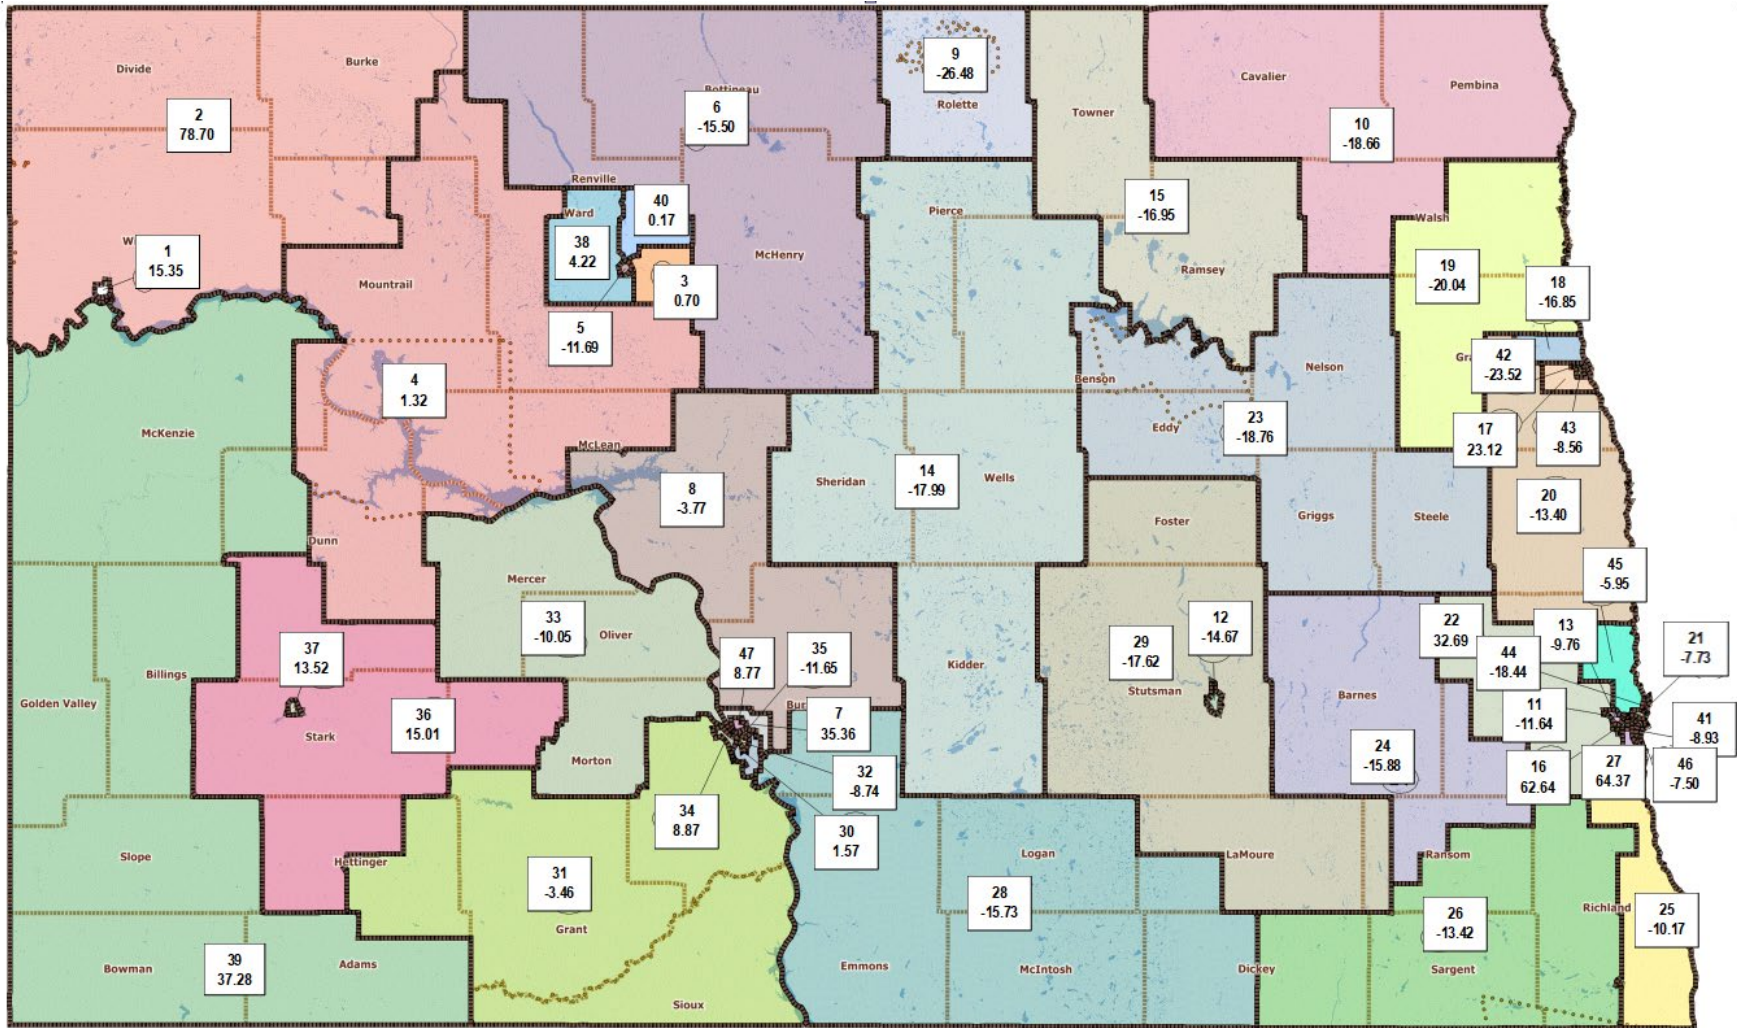 Divide
Burke
2
78.70
Bottineau
6
-15.50
9
-26.48
Rolette
Towner
Cavalier
Pembina
10
-18.66
Renville
Ward
40
0.17
38
4.22
McHenry
Pierce
15
-16.95
Ramsey
Walsh
W
1
15.35
Mountrail
3
0.70
5
-11.69
19
-20.04
18
-16.85
Gra
42
-23.52
4
1.32
McKenzie
McLean
Benson
Nelson
Eddy
23
-18.76
17
23.12
43
-8.56
8
-3.77
Sheridan
14
-17.99
Wells
Griggs
Steele
20
-13.40
Foster
Dunn
Mercer
33
-10.05
Oliver
45
-5.95
12
-14.67
29
-17.62
Stutsman
22
32.69
13
-9.76
44
-18.44
21
-7.73
37
13.52
47
8.77
35
-11.65
Kidder
Billings
Golden Valley
Bur
7
35.36
Barnes
11
-11.64
41
-8.93
36
15.01
Stark
Morton
24
-15.88
16
62.64
27
64.37
46
-7.50
32
-8.74
34
8.87
30
1.57
Slope
Hettinger
Logan
LaMoure
Ransom
31
-3.46
28
-15.73
26
-13.42
Richland
25
-10.17
Grant
Bowman
39
37.28
Adams
Emmons
McIntosh
Dickey
Sargent
Sioux